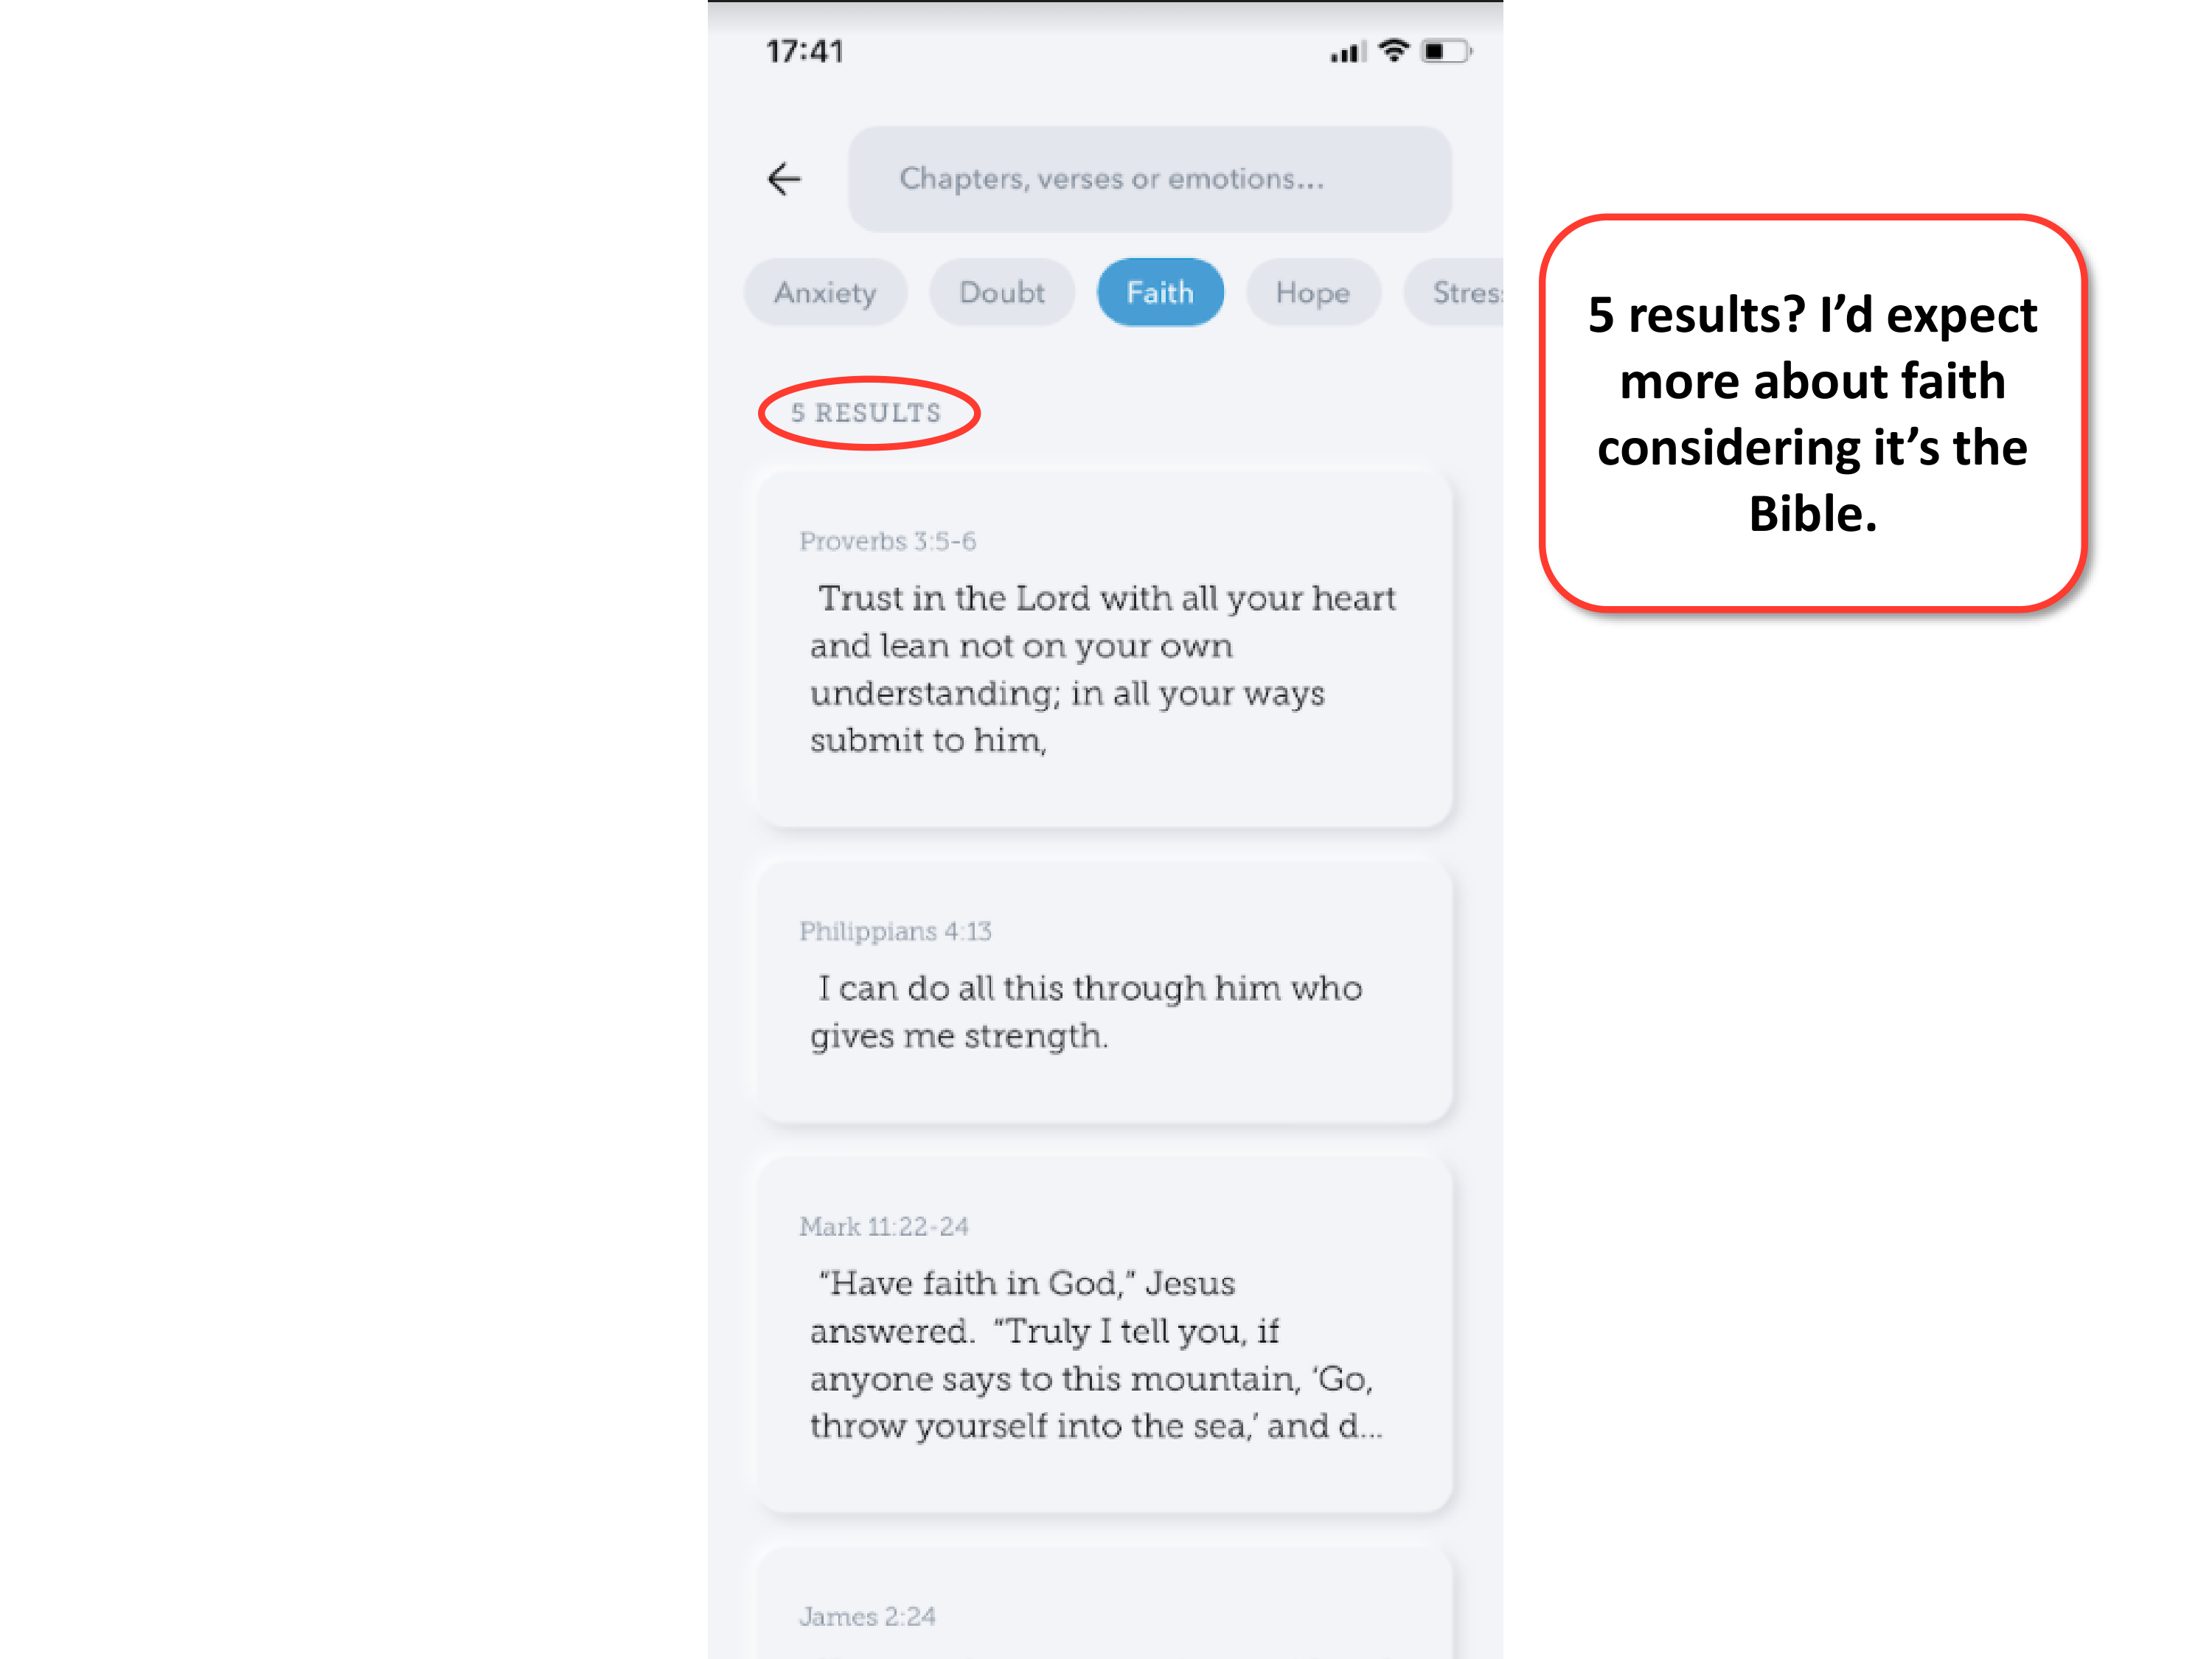 17:41
Chapters, verses or emotions...
Anxiety Doubt Faith Hope Stres
5 RESULTS
5 results? I’d expect
more about faith
considering it’s the
Bible.
Proverbs 3:5-6
Trust in the Lord with all your heart
and lean not on your own
understanding; in all your ways
submit to him,
Philippians 4:13
I can do all this through him who
gives me strength.
Mark 11:22-24
“Have faith in God,” Jesus
answered. “Truly I tell you, if
anyone says to this mountain, ‘Go,
throw yourself into the sea,’ and d...
James 2:24